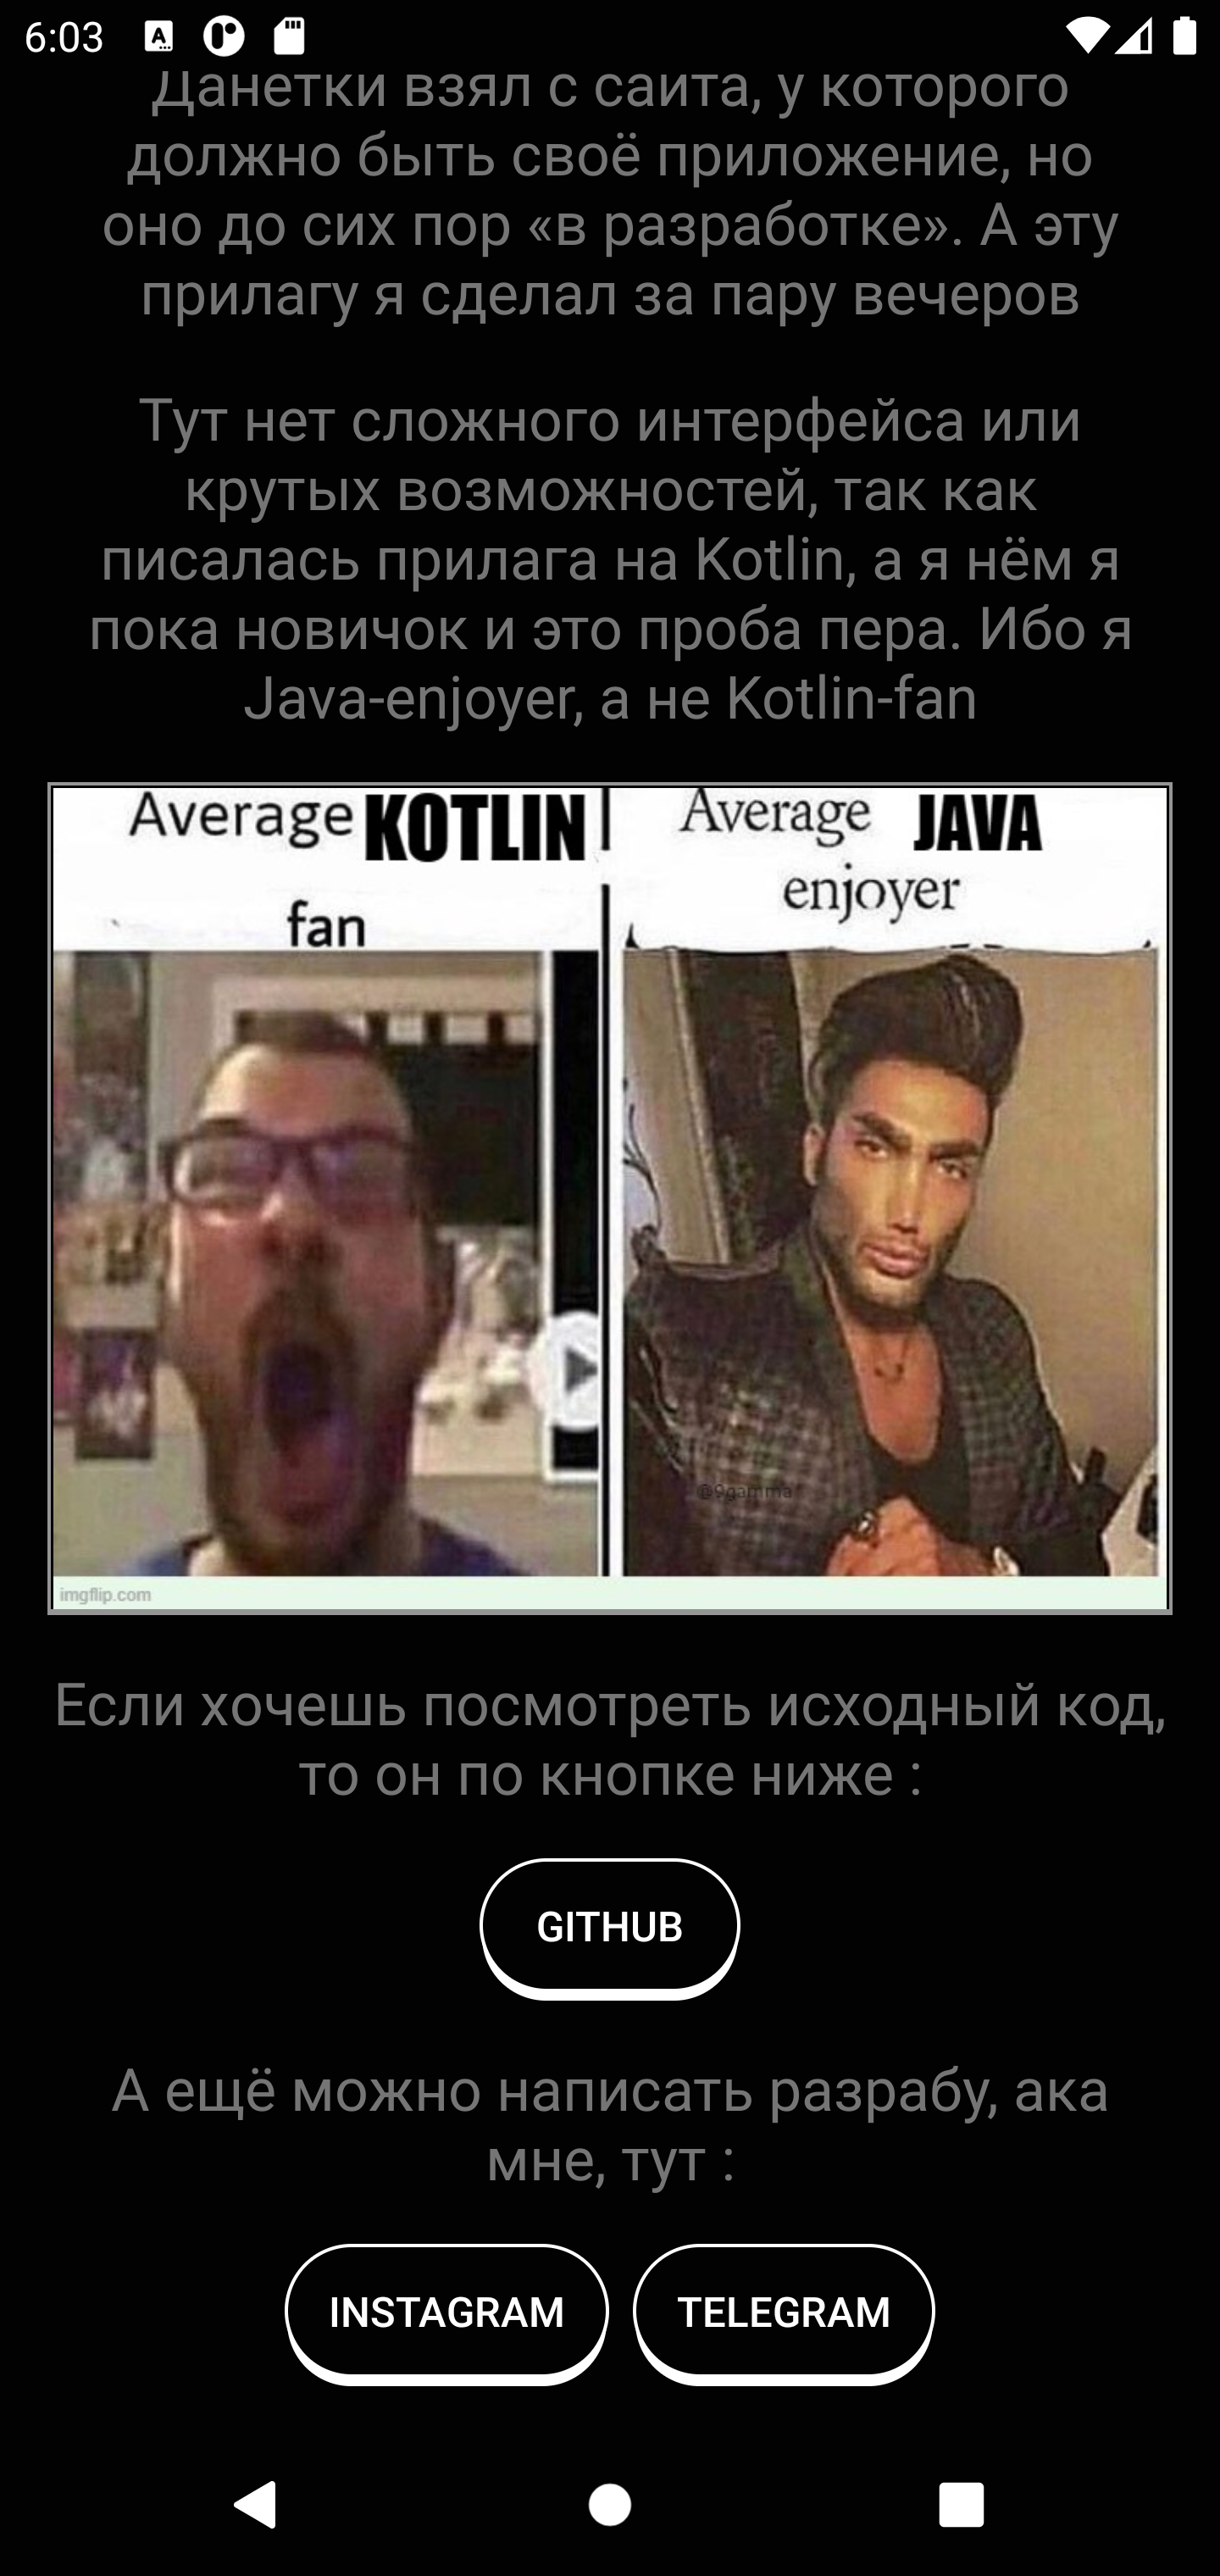 6:03
Данетки взял с сайта, у которого
должно быть своё приложение, но
оно до сих пор «в разработке». А эту
прилагу я сделал за пару вечеров
Тут нет сложного интерфейса или
крутых возможностей, так как
писалась прилага на Kotlin, а я нём я
пока новичок и это проба пера. Ибо я
Java-enjoyer, а не Kotlin-fan
Average KOTLIN
fan
Average JAVA
enjoyer
@9gamma
imgflip.com
Если хочешь посмотреть исходный код,
то он по кнопке ниже :
GITHUB
А ещё можно написать разрабу, ака
мне, тут :
INSTAGRAM
TELEGRAM